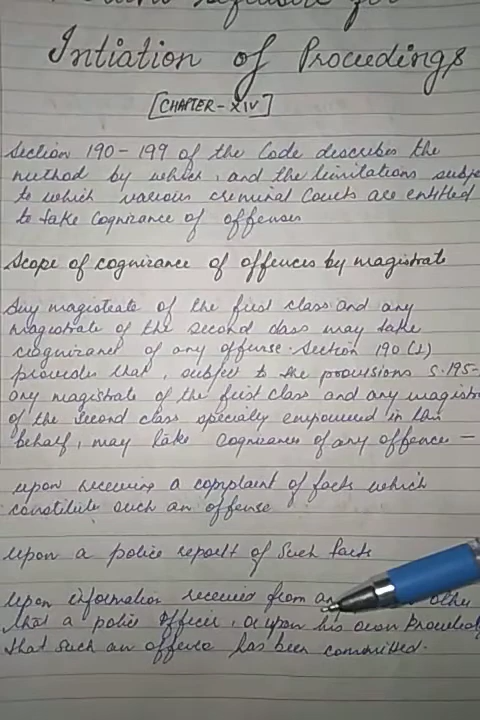 for
Intiation of Proceedings
[CHAPTER-XIV]
Section 190-199 of the Code describes the
method by which, and the limitations subje
to which various criminal Courts are entitled
to take Cognizance of offenses
Scope of cognizance of offences by magistrate
Any magistrate of the first class and any
magistrate of the second class may take
cognizance of any offense. Section 190 (1)
provides that, subject to the provisions S.195-
any magistrate of the first class and any magistra
of the second class specially empowered in this
behalf, may take Cognizance of any offence -
upon receiving a complaint of facts which
constitute such an offense
Upon a police report of such facts
Upon information received from any other
that a police officer, or upon his own knowled
that such an offence has been committed.